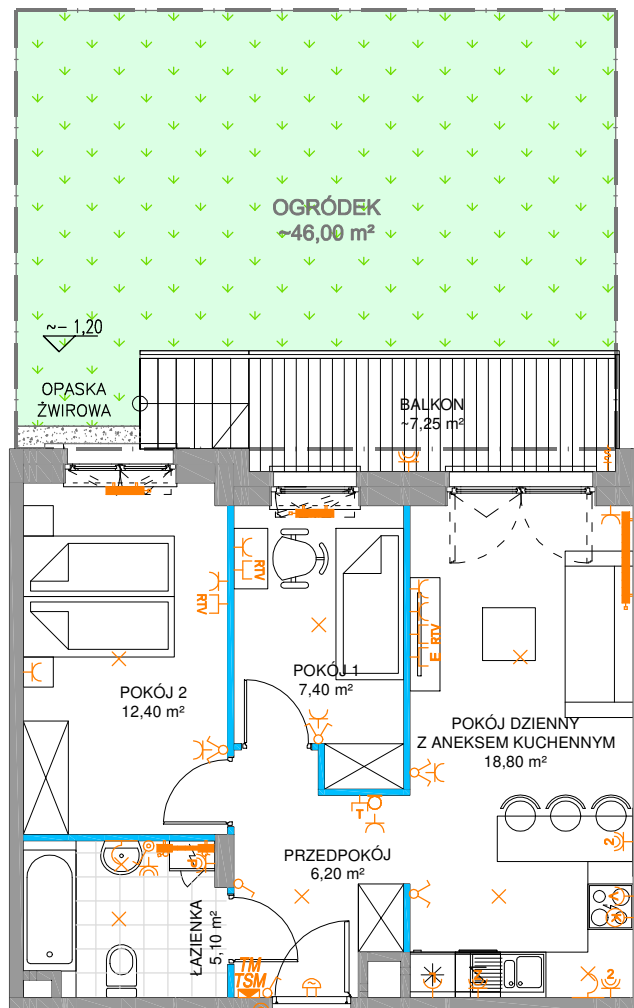 OGRÓDEK
~46,00 m²
~- 1,20
OPASKA
ŻWIROWA
BALKON
~7,25 m²
RTV
RTV
E RTV
POKÓJ 1
7,40 m²
POKÓJ 2
12,40 m²
POKÓJ DZIENNY
Z ANEKSEM KUCHENNYM
18,80 m²
T
2
PRZEDPOKÓJ
6,20 m²
ŁAZIENKA
5,10 m²
TM
TSM
2